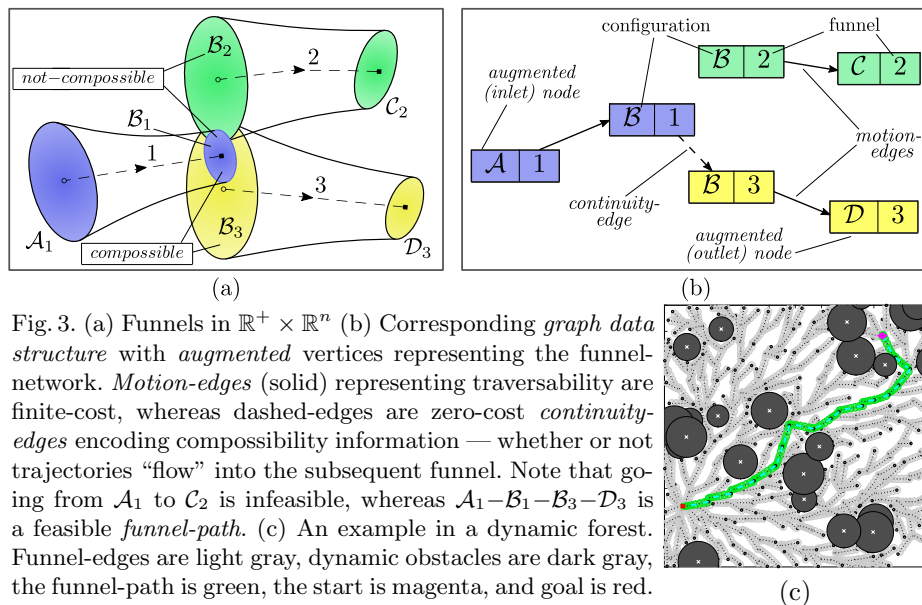 B₂
2
not−compossible
C₂
B₁
1
3
A₁
B₃
compossible
D₃
(a)
configuration
funnel
augmented
(inlet) node
B 2
C 2
B 1
A 1
motion-
edges
continuity-
edge
B 3
D 3
augmented
(outlet) node
(b)
Fig. 3. (a) Funnels in ℝ⁺ × ℝⁿ (b) Corresponding graph data
structure with augmented vertices representing the funnel-
network. Motion-edges (solid) representing traversability are
finite-cost, whereas dashed-edges are zero-cost continuity-
edges encoding compossibility information — whether or not
trajectories “flow” into the subsequent funnel. Note that go-
ing from A₁ to C₂ is infeasible, whereas A₁−B₁−B₃−D₃ is
a feasible funnel-path. (c) An example in a dynamic forest.
Funnel-edges are light gray, dynamic obstacles are dark gray,
the funnel-path is green, the start is magenta, and goal is red.
(c)